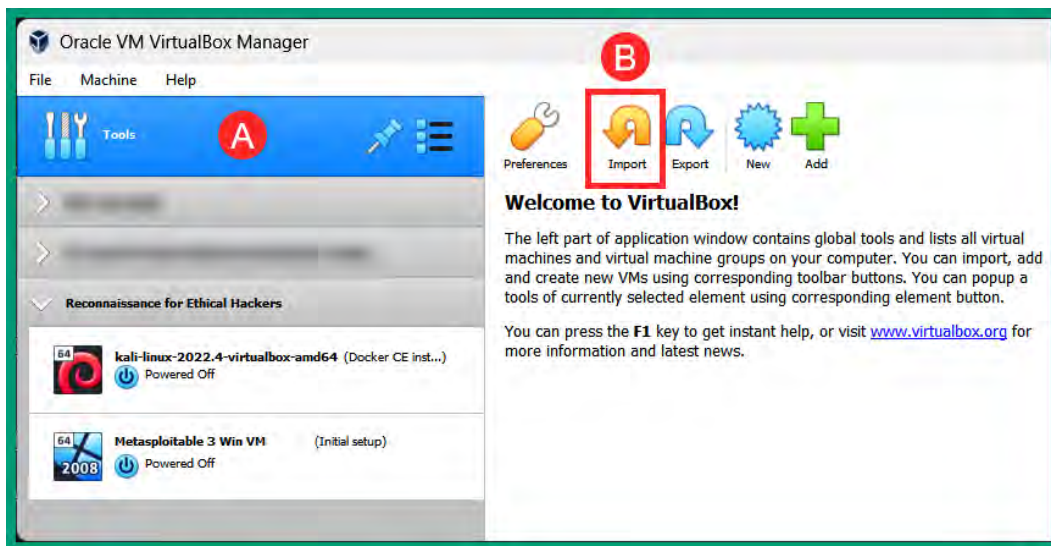 Oracle VM VirtualBox Manager
B
File Machine Help
Tools
A
Preferences Import Export New Add
Welcome to VirtualBox!
The left part of application window contains global tools and lists all virtual
machines and virtual machine groups on your computer. You can import, add
and create new VMs using corresponding toolbar buttons. You can popup a
tools of currently selected element using corresponding element button.
You can press the F1 key to get instant help, or visit www.virtualbox.org for
more information and latest news.
Reconnaissance for Ethical Hackers
64
kali-linux-2022.4-virtualbox-amd64 (Docker CE inst...)
Powered Off
64
2008
Metasploitable 3 Win VM (Initial setup)
Powered Off